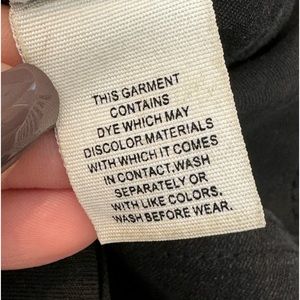 THIS GARMENT
CONTAINS
DYE WHICH MAY
DISCOLOR MATERIALS
WITH WHICH IT COMES
IN CONTACT,WASH
SEPARATELY OR
WITH LIKE COLORS.
WASH BEFORE WEAR.